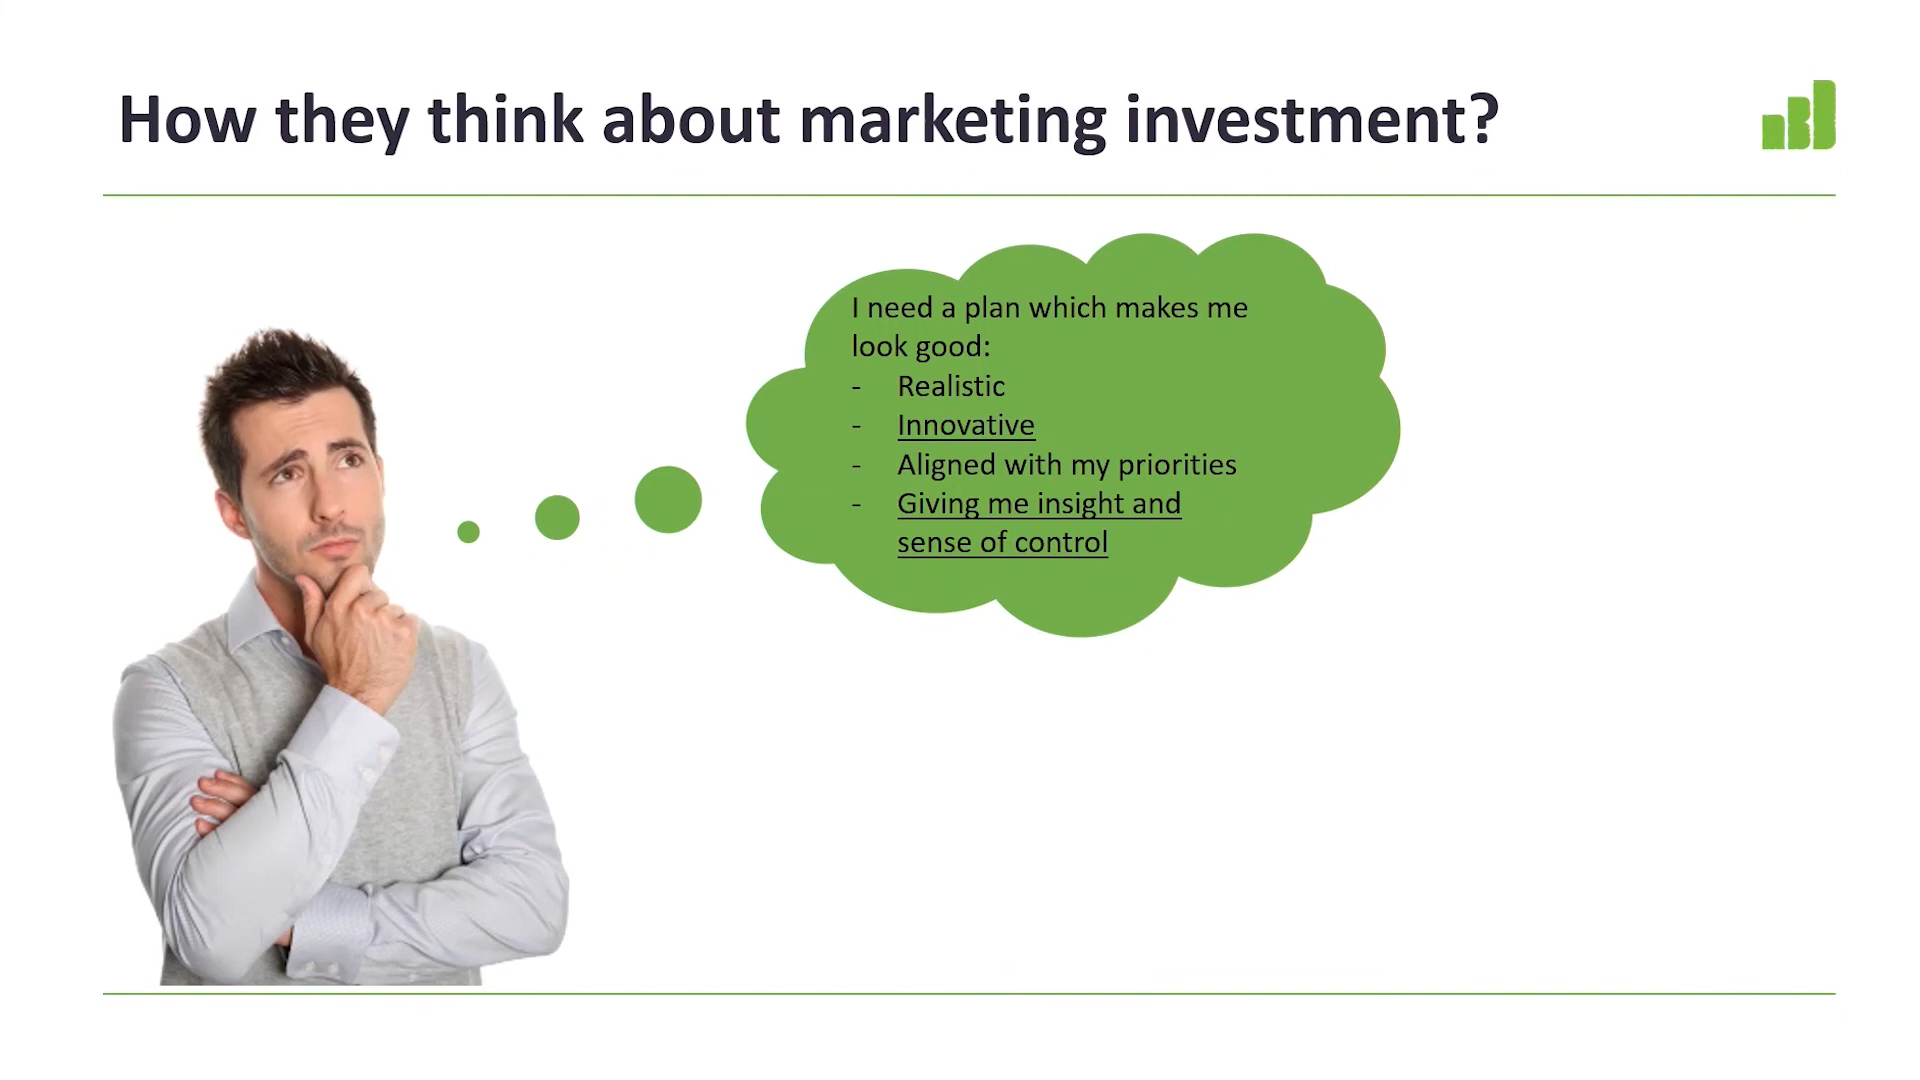 How they think about marketing investment?
I need a plan which makes me
look good:
- Realistic
- Innovative
- Aligned with my priorities
- Giving me insight and
sense of control